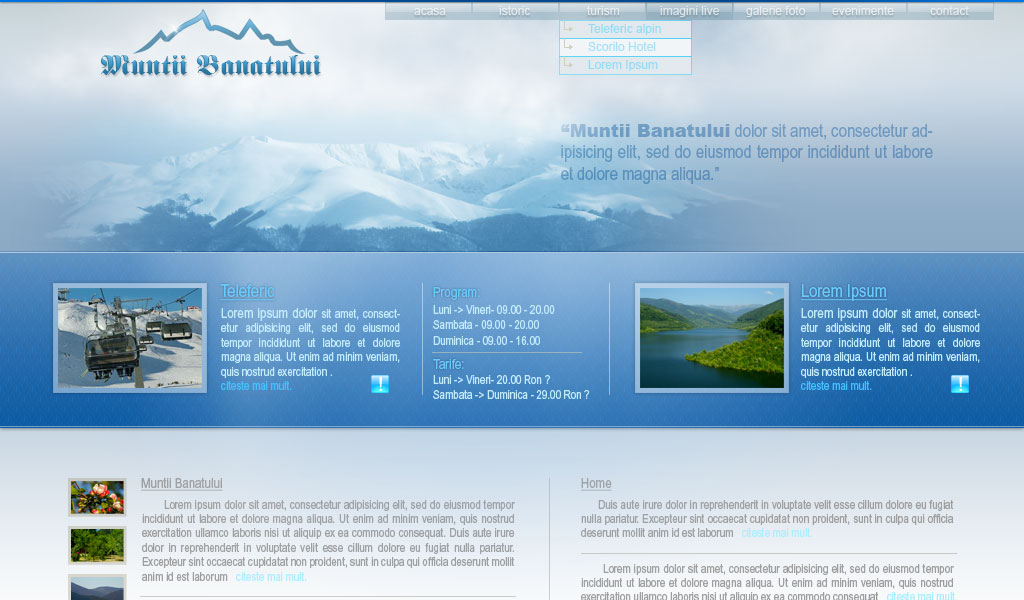 acasa istoric turism imagini live galerie foto evenimente contact
Teleferic alpin
Scorilo Hotel
Lorem Ipsum
Muntii Banatului
“Muntii Banatului dolor sit amet, consectetur ad-
ipisicing elit, sed do eiusmod tempor incididunt ut labore
et dolore magna aliqua.”
Teleferic
Lorem ipsum dolor sit amet, consect-
etur adipisicing elit, sed do eiusmod
tempor incididunt ut labore et dolore
magna aliqua. Ut enim ad minim veniam,
quis nostrud exercitation .
citeste mai mult.
!
Program:
Luni -> Vineri- 09.00 - 20.00
Sambata - 09.00 - 20.00
Duminica - 09.00 - 16.00
Tarife:
Luni -> Vineri- 20.00 Ron ?
Sambata -> Duminica - 29.00 Ron ?
Lorem Ipsum
Lorem ipsum dolor sit amet, consect-
etur adipisicing elit, sed do eiusmod
tempor incididunt ut labore et dolore
magna aliqua. Ut enim ad minim veniam,
quis nostrud exercitation .
citeste mai mult.
!
Muntii Banatului
Lorem ipsum dolor sit amet, consectetur adipisicing elit, sed do eiusmod tempor
incididunt ut labore et dolore magna aliqua. Ut enim ad minim veniam, quis nostrud
exercitation ullamco laboris nisi ut aliquip ex ea commodo consequat. Duis aute irure
dolor in reprehenderit in voluptate velit esse cillum dolore eu fugiat nulla pariatur.
Excepteur sint occaecat cupidatat non proident, sunt in culpa qui officia deserunt mollit
anim id est laborum citeste mai mult.
Home
Duis aute irure dolor in reprehenderit in voluptate velit esse cillum dolore eu fugiat
nulla pariatur. Excepteur sint occaecat cupidatat non proident, sunt in culpa qui officia
deserunt mollit anim id est laborum citeste mai mult.
Lorem ipsum dolor sit amet, consectetur adipisicing elit, sed do eiusmod tempor
incididunt ut labore et dolore magna aliqua. Ut enim ad minim veniam, quis nostrud
exercitation ullamco laboris nisi ut aliquip ex ea commodo consequat citeste mai mult.